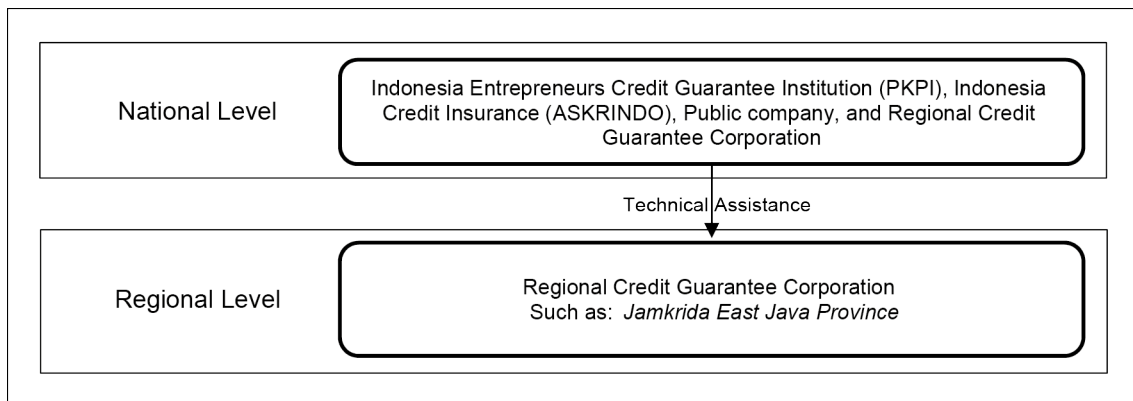 National Level
Indonesia Entrepreneurs Credit Guarantee Institution (PKPI), Indonesia
Credit Insurance (ASKRINDO), Public company, and Regional Credit
Guarantee Corporation
Technical Assistance
Regional Level
Regional Credit Guarantee Corporation
Such as: Jamkrida East Java Province